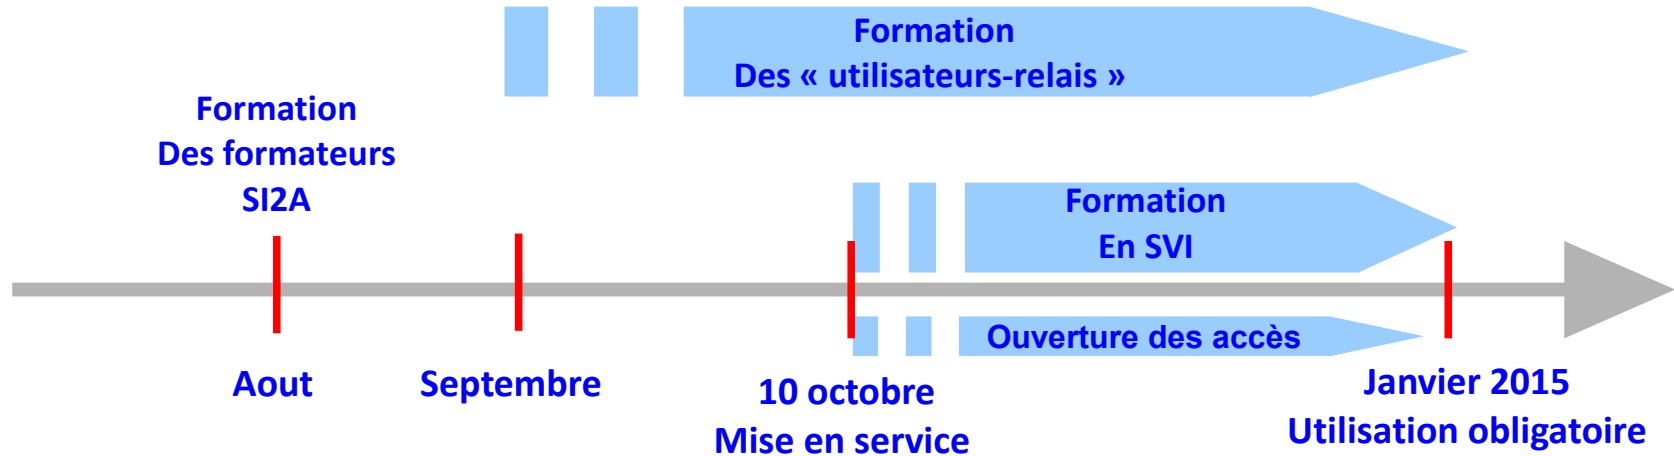 Formation
Des « utilisateurs-relais »
Formation
Des formateurs
SI2A
Formation
En SVI
Ouverture des accès
Aout
Septembre
10 octobre
Mise en service
Janvier 2015
Utilisation obligatoire